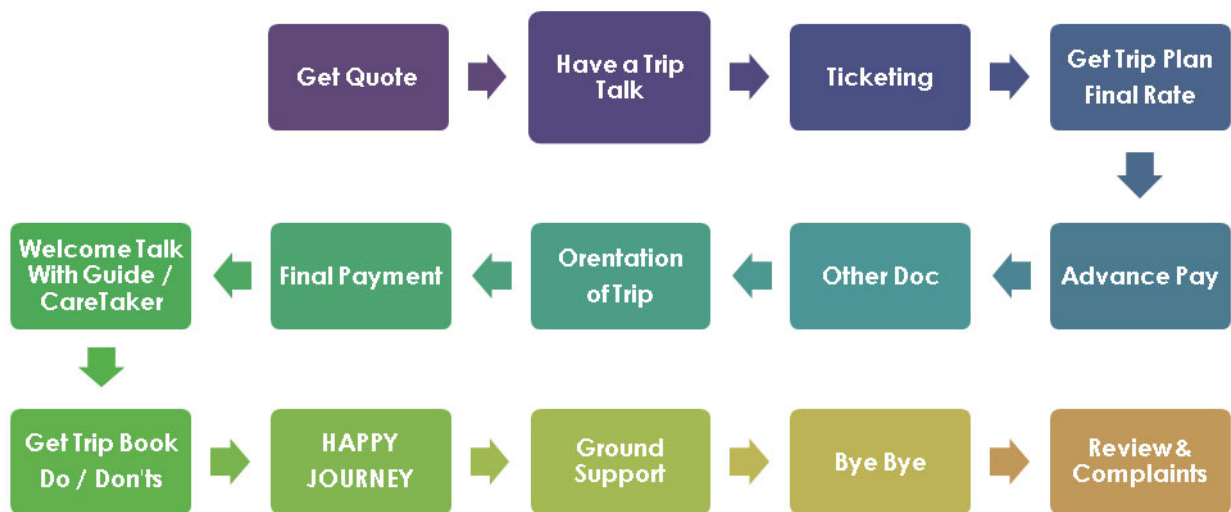 Get Quote
Have a Trip
Talk
Ticketing
Get Trip Plan
Final Rate
Advance Pay
Other Doc
Orentation
of Trip
Final Payment
Welcome Talk
With Guide /
CareTaker
Get Trip Book
Do / Don'ts
HAPPY
JOURNEY
Ground
Support
Bye Bye
Review &
Complaints